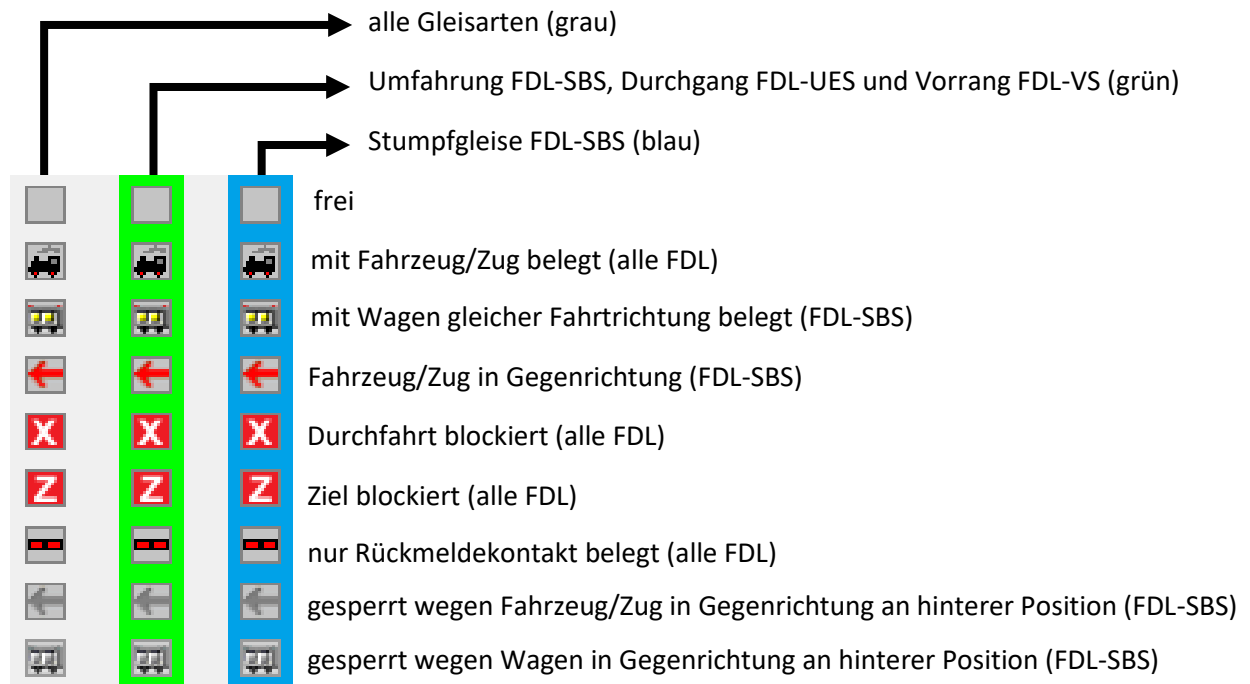 alle Gleisarten (grau)
Umfahrung FDL-SBS, Durchgang FDL-UES und Vorrang FDL-VS (grün)
Stumpfgleise FDL-SBS (blau)
frei
mit Fahrzeug/Zug belegt (alle FDL)
mit Wagen gleicher Fahrtrichtung belegt (FDL-SBS)
Fahrzeug/Zug in Gegenrichtung (FDL-SBS)
X X X Durchfahrt blockiert (alle FDL)
Z Z Z Ziel blockiert (alle FDL)
nur Rückmeldekontakt belegt (alle FDL)
gesperrt wegen Fahrzeug/Zug in Gegenrichtung an hinterer Position (FDL-SBS)
gesperrt wegen Wagen in Gegenrichtung an hinterer Position (FDL-SBS)